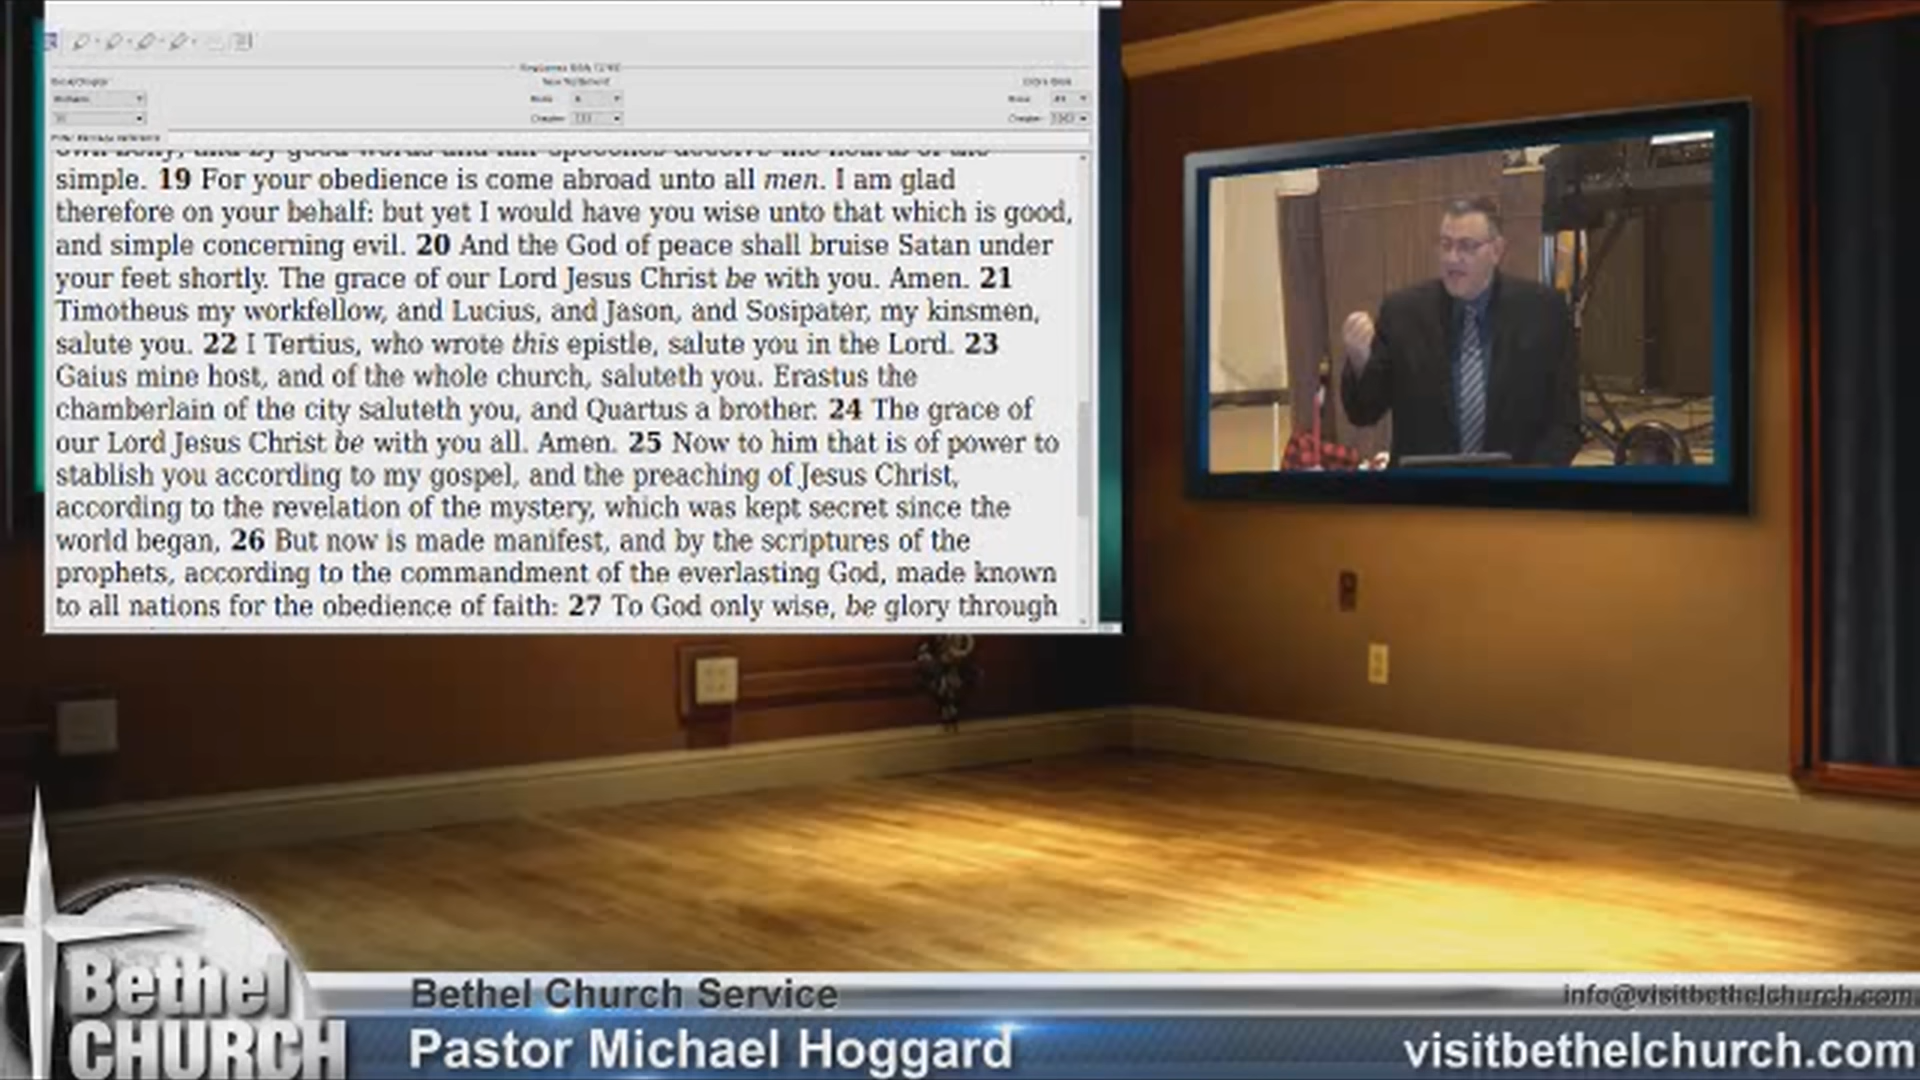 simple. 19 For your obedience is come abroad unto all men. I am glad
therefore on your behalf: but yet I would have you wise unto that which is good,
and simple concerning evil. 20 And the God of peace shall bruise Satan under
your feet shortly. The grace of our Lord Jesus Christ be with you. Amen. 21
Timotheus my workfellow, and Lucius, and Jason, and Sosipater, my kinsmen,
salute you. 22 I Tertius, who wrote this epistle, salute you in the Lord. 23
Gaius mine host, and of the whole church, saluteth you. Erastus the
chamberlain of the city saluteth you, and Quartus a brother. 24 The grace of
our Lord Jesus Christ be with you all. Amen. 25 Now to him that is of power to
stablish you according to my gospel, and the preaching of Jesus Christ,
according to the revelation of the mystery, which was kept secret since the
world began, 26 But now is made manifest, and by the scriptures of the
prophets, according to the commandment of the everlasting God, made known
to all nations for the obedience of faith: 27 To God only wise, be glory through
Bethel
CHURCH
Bethel Church Service
info@visitbethelchurch.com
Pastor Michael Hoggard
visitbethelchurch.com